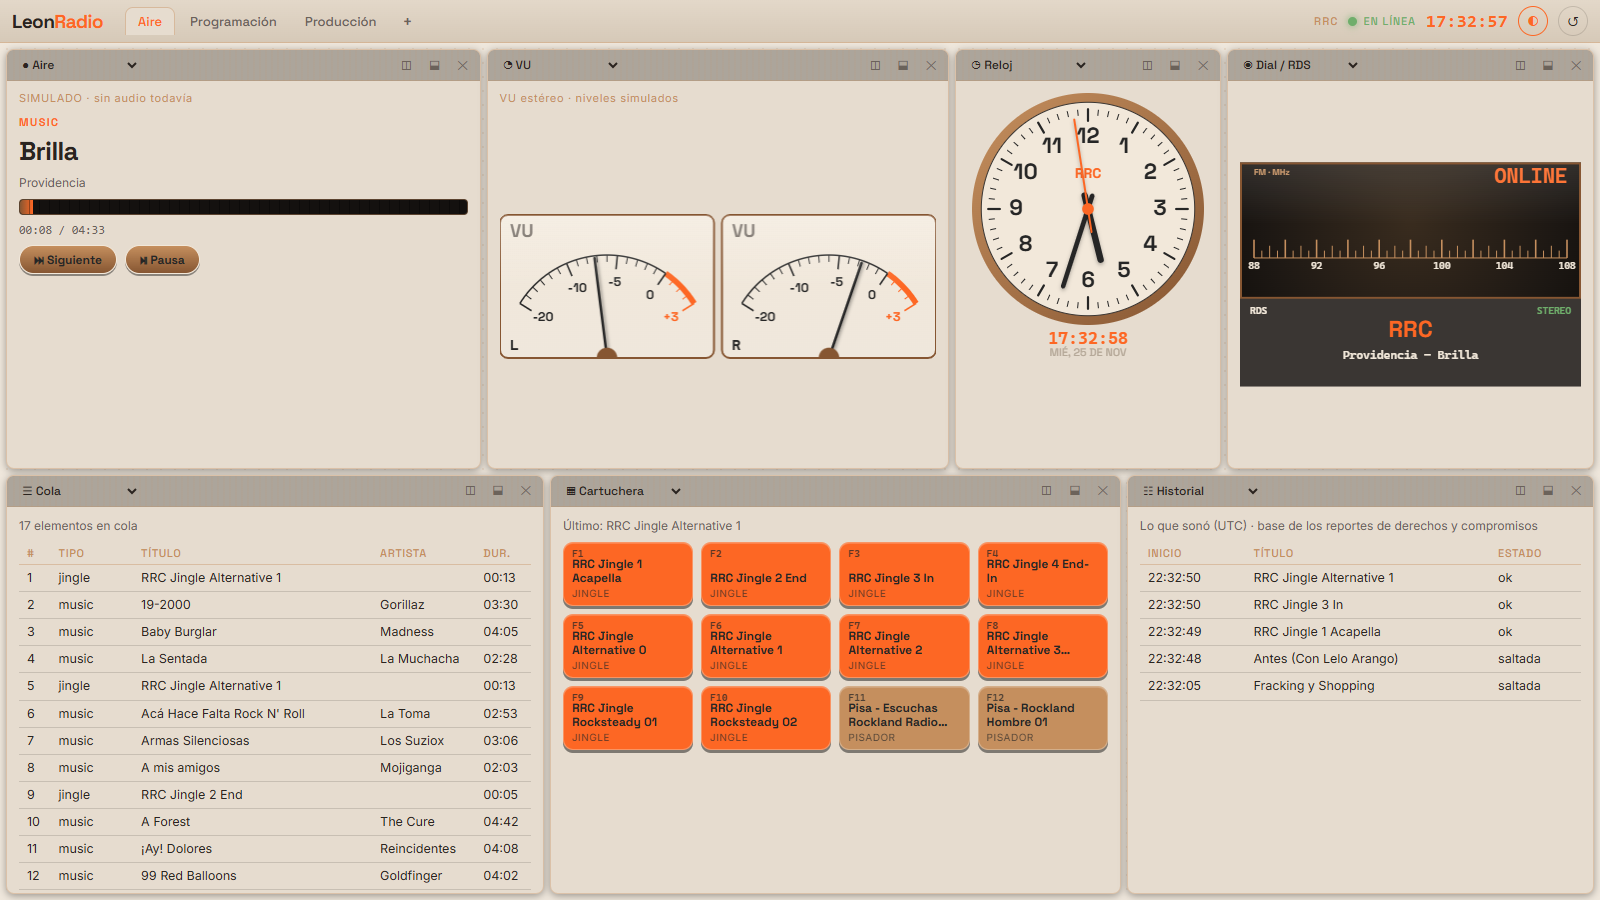 LeonRadio Aire Programación Producción + RRC EN LÍNEA 17:32:57
Aire
SIMULADO · sin audio todavía
MUSIC
Brilla
Providencia
00:08 / 04:33
Siguiente Pausa
VU
VU estéreo · niveles simulados
VU
-20 -10 -5 0 +3
L
VU
-20 -10 -5 0 +3
R
Reloj
12 1 2 3 4 5 6 7 8 9 10 11
RRC
17:32:58
MIÉ, 25 DE NOV
Dial / RDS
FM·MHz ONLINE
88 92 96 100 104 108
RDS STEREO
RRC
Providencia – Brilla
Cola
17 elementos en cola
# TIPO TÍTULO ARTISTA DUR.
1 jingle RRC Jingle Alternative 1 00:13
2 music 19-2000 Gorillaz 03:30
3 music Baby Burglar Madness 04:05
4 music La Sentada La Muchacha 02:28
5 jingle RRC Jingle Alternative 1 00:13
6 music Acá Hace Falta Rock N' Roll La Toma 02:53
7 music Armas Silenciosas Los Suziox 03:06
8 music A mis amigos Mojiganga 02:03
9 jingle RRC Jingle 2 End 00:05
10 music A Forest The Cure 04:42
11 music ¡Ay! Dolores Reincidentes 04:08
12 music 99 Red Balloons Goldfinger 04:02
Cartuchera
Último: RRC Jingle Alternative 1
F1
RRC Jingle 1
Acapella
JINGLE
F2
RRC Jingle 2 End
JINGLE
F3
RRC Jingle 3 In
JINGLE
F4
RRC Jingle 4 End-
In
JINGLE
F5
RRC Jingle
Alternative 0
JINGLE
F6
RRC Jingle
Alternative 1
JINGLE
F7
RRC Jingle
Alternative 2
JINGLE
F8
RRC Jingle
Alternative 3...
JINGLE
F9
RRC Jingle
Rocksteady 01
JINGLE
F10
RRC Jingle
Rocksteady 02
JINGLE
F11
Pisa - Escuchas
Rockland Radio...
PISADOR
F12
Pisa - Rockland
Hombre 01
PISADOR
Historial
Lo que sonó (UTC) · base de los reportes de derechos y compromisos
INICIO TÍTULO ESTADO
22:32:50 RRC Jingle Alternative 1 ok
22:32:50 RRC Jingle 3 In ok
22:32:49 RRC Jingle 1 Acapella ok
22:32:48 Antes (Con Lelo Arango) saltada
22:32:05 Fracking y Shopping saltada